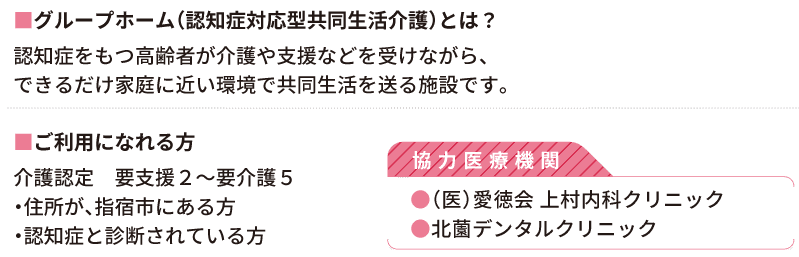 ■グループホーム（認知症対応型共同生活介護）とは？
認知症をもつ高齢者が介護や支援などを受けながら、
できるだけ家庭に近い環境で共同生活を送る施設です。
■ご利用になれる方
介護認定　要支援２～要介護５
・住所が、指宿市にある方
・認知症と診断されている方
協力医療機関
●（医）愛徳会 上村内科クリニック
●北薗デンタルクリニック